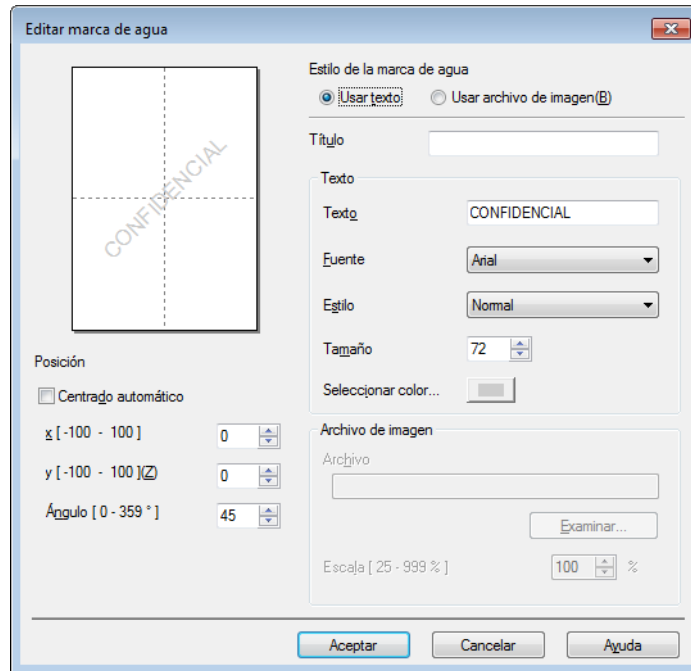 Editar marca de agua
CONFIDENCIAL
Estilo de la marca de agua
Usar texto
Usar archivo de imagen(B)
Título
Texto
Texto CONFIDENCIAL
Fuente Arial
Estilo Normal
Tamaño 72
Seleccionar color...
Posición
Centrado automático
x [ -100 - 100 ] 0
y [ -100 - 100 ](Z) 0
Ángulo [ 0 - 359 ° ] 45
Archivo de imagen
Archivo
Examinar...
Escala [ 25 - 999 % ] 100 %
Aceptar Cancelar Ayuda